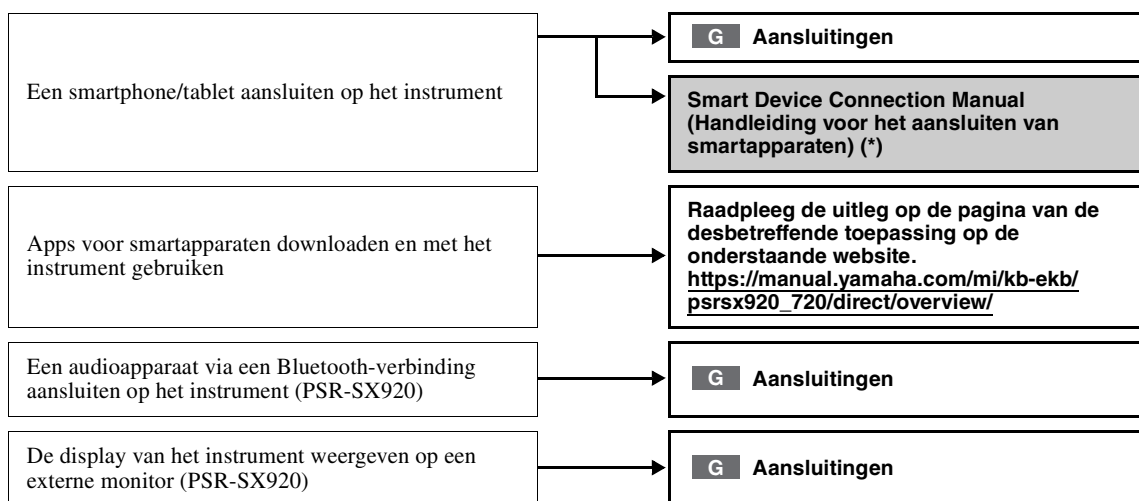 Een smartphone/tablet aansluiten op het instrument
G Aansluitingen
Smart Device Connection Manual
(Handleiding voor het aansluiten van
smartapparaten) (*)
Apps voor smartapparaten downloaden en met het
instrument gebruiken
Raadpleeg de uitleg op de pagina van de
desbetreffende toepassing op de
onderstaande website.
https://manual.yamaha.com/mi/kb-ekb/
psrsx920_720/direct/overview/
Een audioapparaat via een Bluetooth-verbinding
aansluiten op het instrument (PSR-SX920)
G Aansluitingen
De display van het instrument weergeven op een
externe monitor (PSR-SX920)
G Aansluitingen